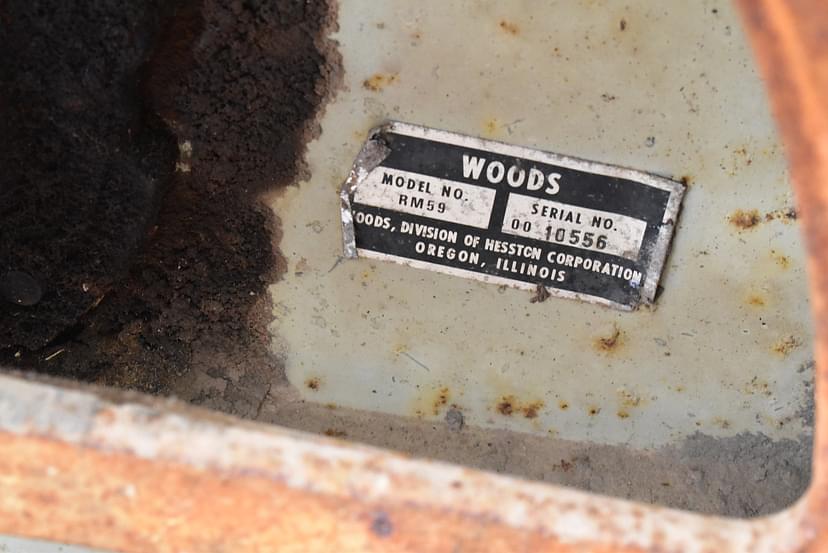 WOODS
MODEL NO.
RM59
SERIAL NO.
00 10556
OODS, DIVISION OF HESSTON CORPORATION
OREGON, ILLINOIS